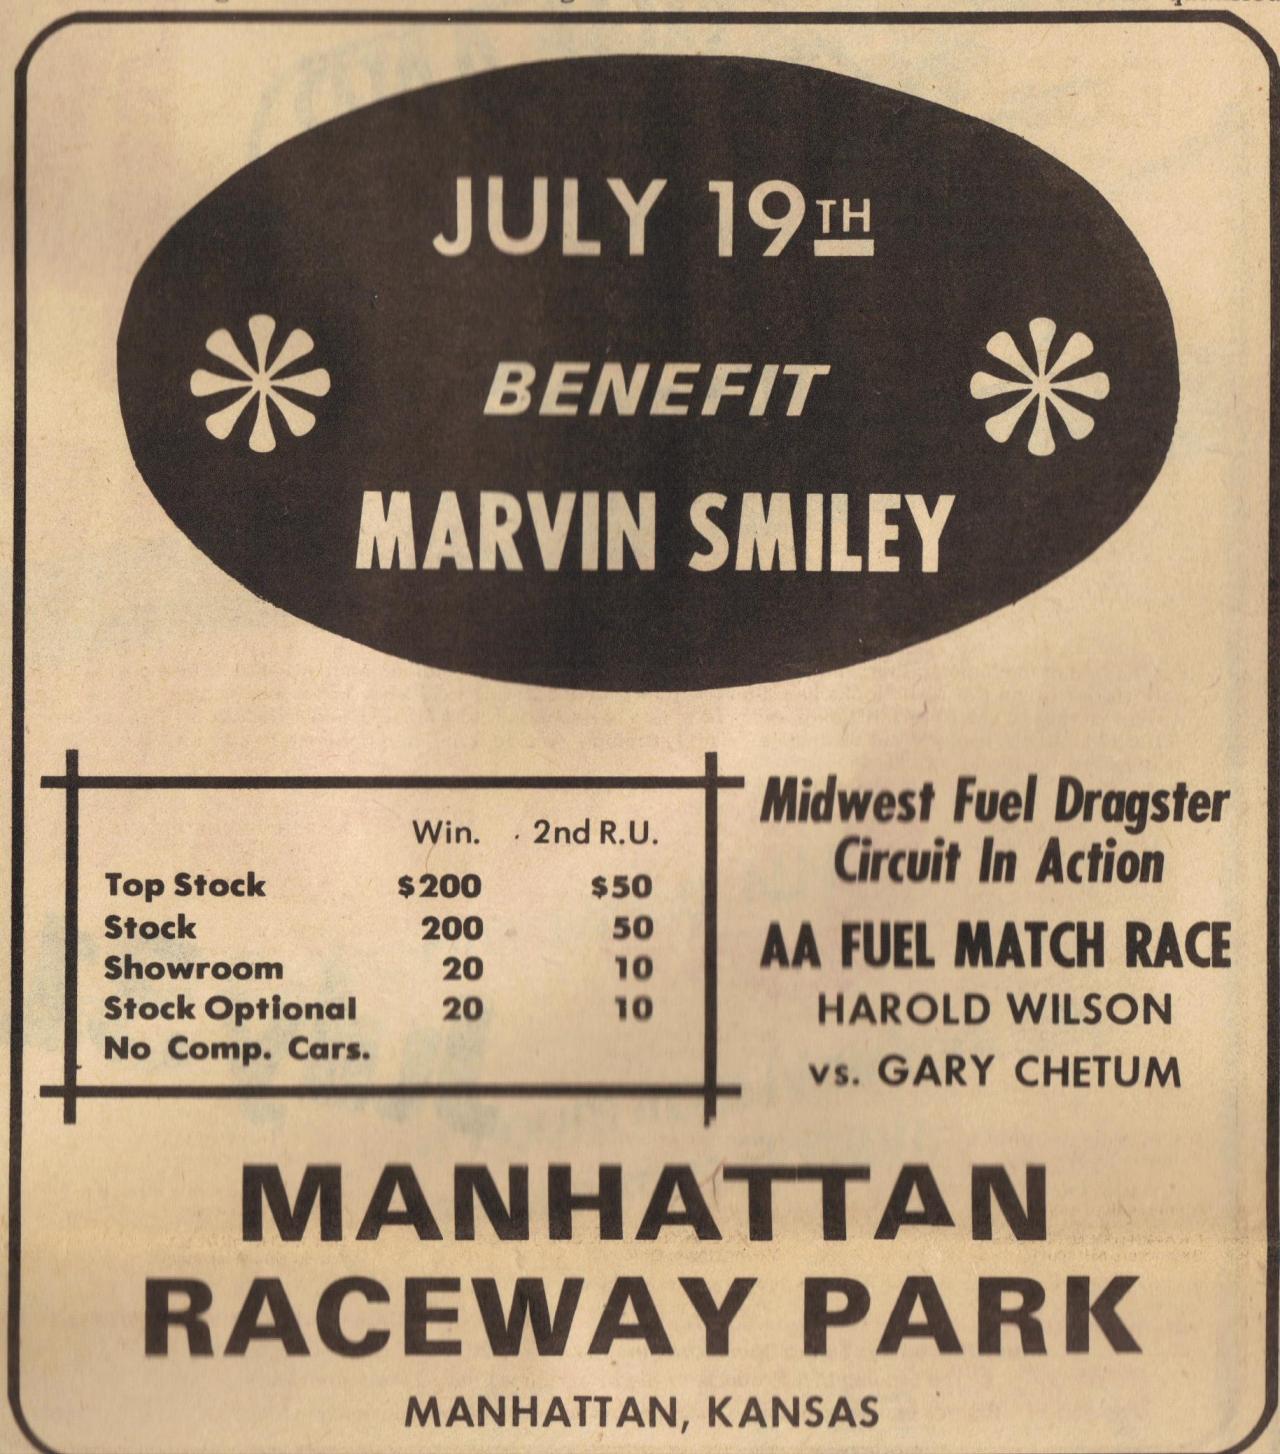 JULY 19TH
BENEFIT
MARVIN SMILEY
Win. 2nd R.U.
Top Stock $200 $50
Stock 200 50
Showroom 20 10
Stock Optional 20 10
No Comp. Cars.
Midwest Fuel Dragster
Circuit In Action
AA FUEL MATCH RACE
HAROLD WILSON
vs. GARY CHETUM
MANHATTAN
RACEWAY PARK
MANHATTAN, KANSAS